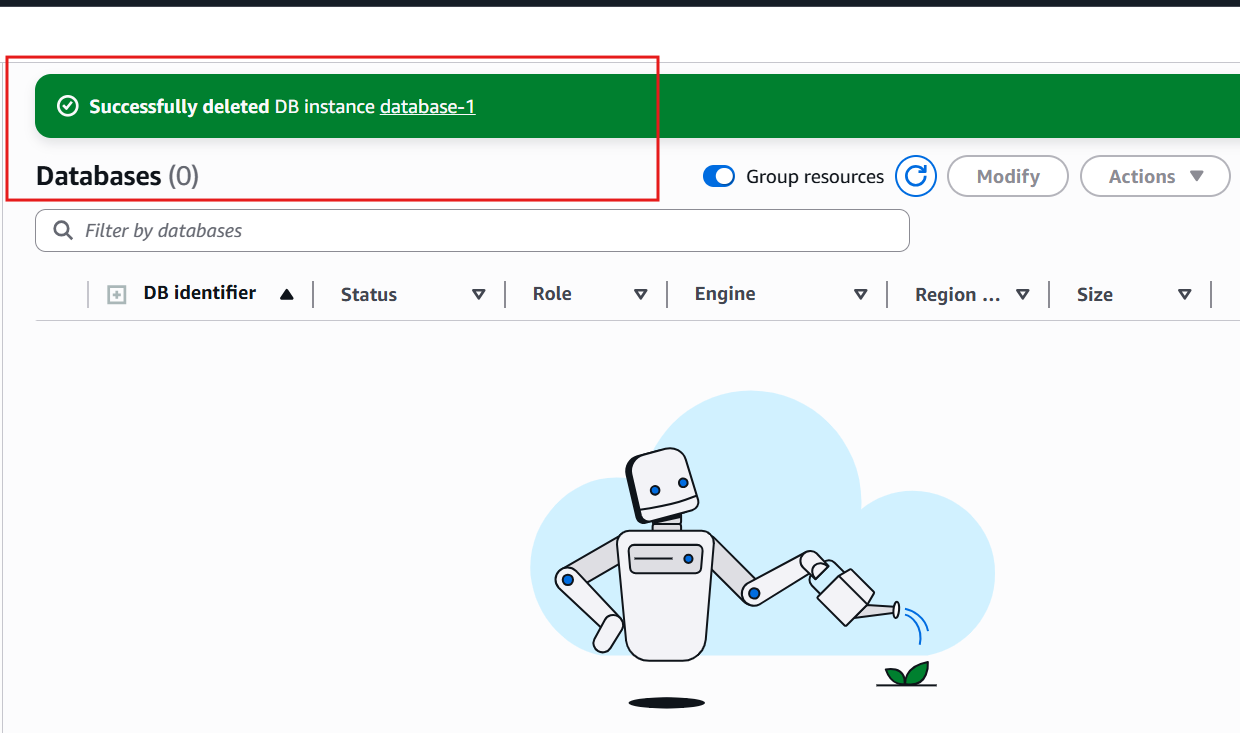 Successfully deleted DB instance database-1
Databases (0)
Group resources
Modify
Actions
Filter by databases
DB identifier
Status
Role
Engine
Region ...
Size